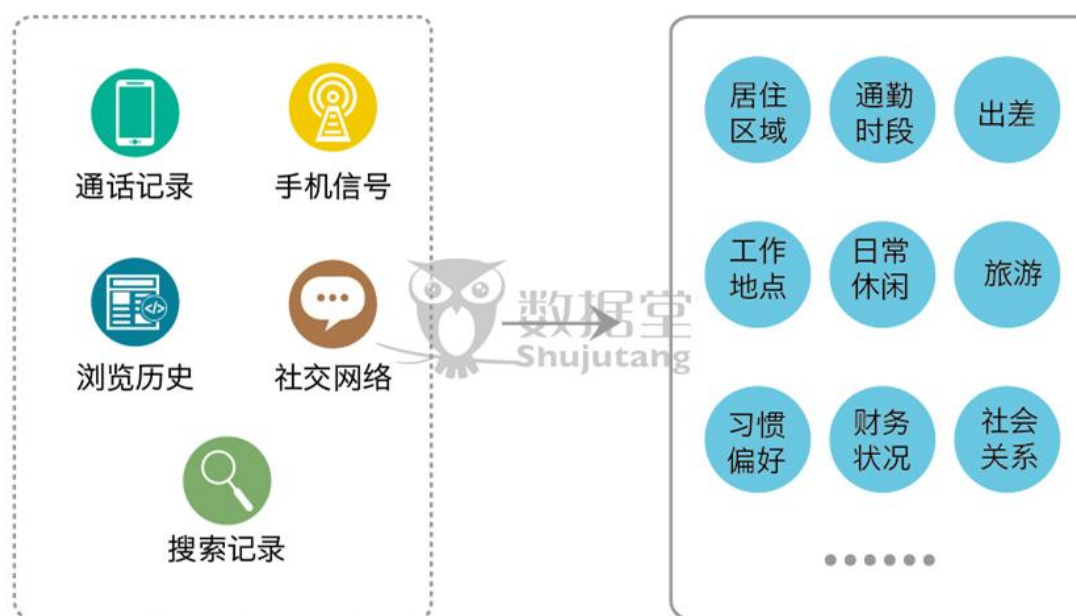 通话记录
手机信号
浏览历史
社交网络
搜索记录
数据堂
Shujutang
居住
区域
通勤
时段
出差
工作
地点
日常
休闲
旅游
习惯
偏好
财务
状况
社会
关系